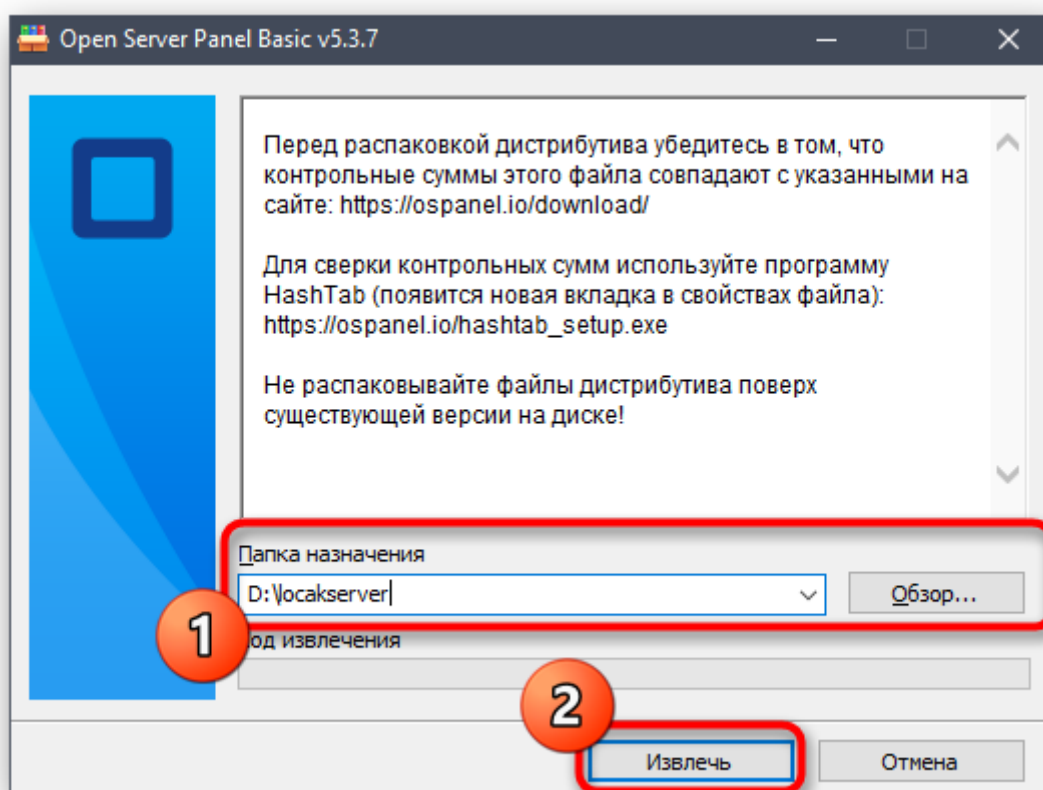 Open Server Panel Basic v5.3.7
Перед распаковкой дистрибутива убедитесь в том, что
контрольные суммы этого файла совпадают с указанными на
сайте: https://ospanel.io/download/
Для сверки контрольных сумм используйте программу
HashTab (появится новая вкладка в свойствах файла):
https://ospanel.io/hashtab_setup.exe
Не распаковывайте файлы дистрибутива поверх
существующей версии на диске!
Папка назначения
D:\locakserver
Обзор...
1
од извлечения
2
Извлечь
Отмена